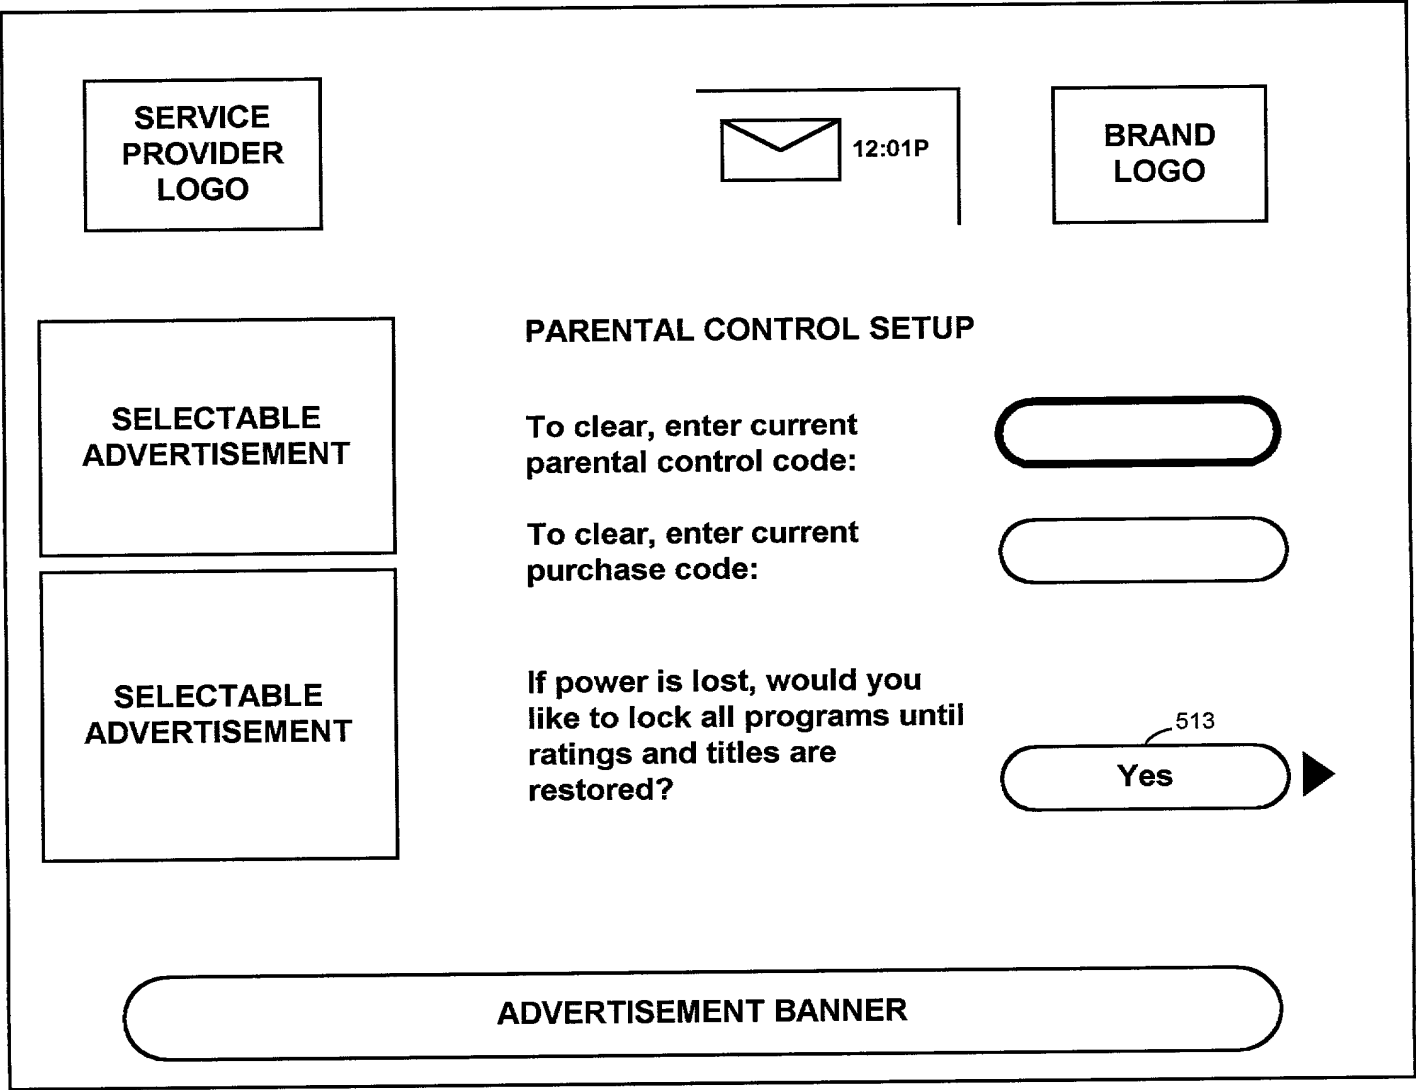 SERVICE
PROVIDER
LOGO
12:01P
BRAND
LOGO
SELECTABLE
ADVERTISEMENT
SELECTABLE
ADVERTISEMENT
PARENTAL CONTROL SETUP
To clear, enter current
parental control code:
To clear, enter current
purchase code:
If power is lost, would you
like to lock all programs until
ratings and titles are
restored?
513
Yes
ADVERTISEMENT BANNER